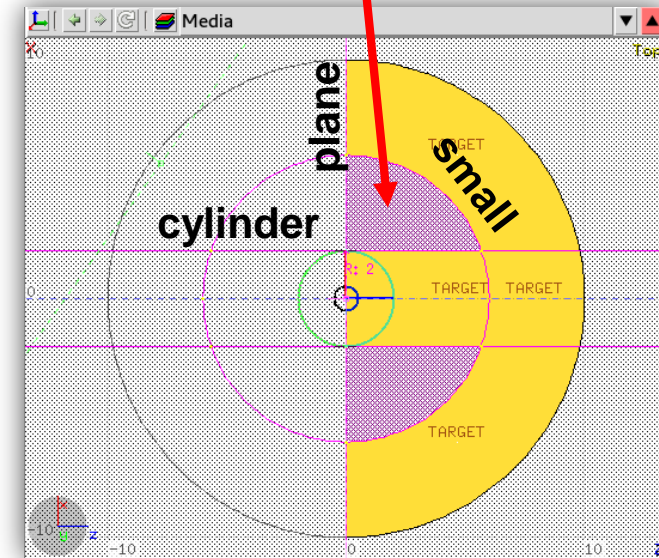 Media
x
10
Top
plane
TARGET
small
cylinder
R: 2
0
TARGET TARGET
TARGET
x
-10
y
z
-10
0
10
z